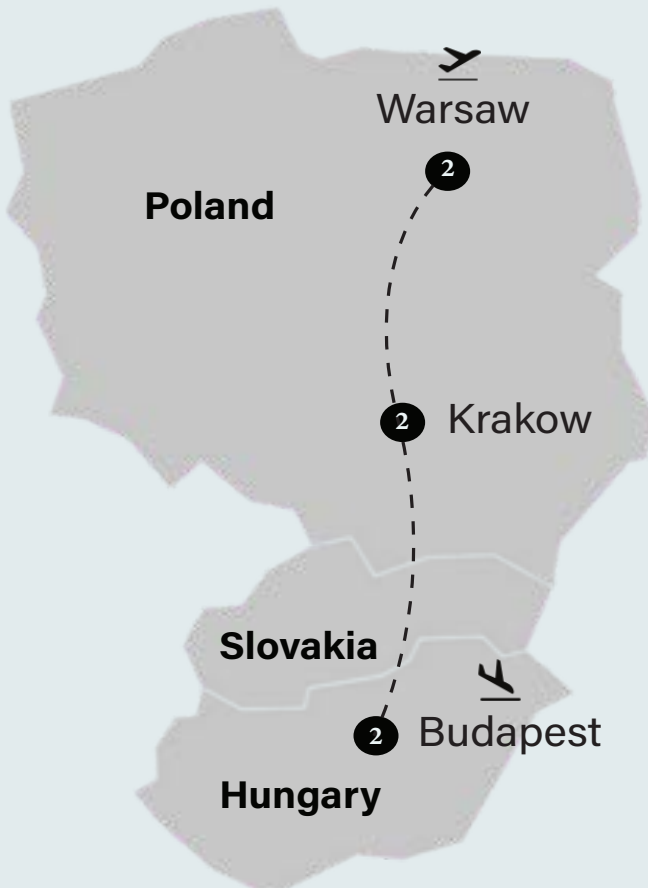 Warsaw
2
Poland
2 Krakow
Slovakia
2 Budapest
Hungary